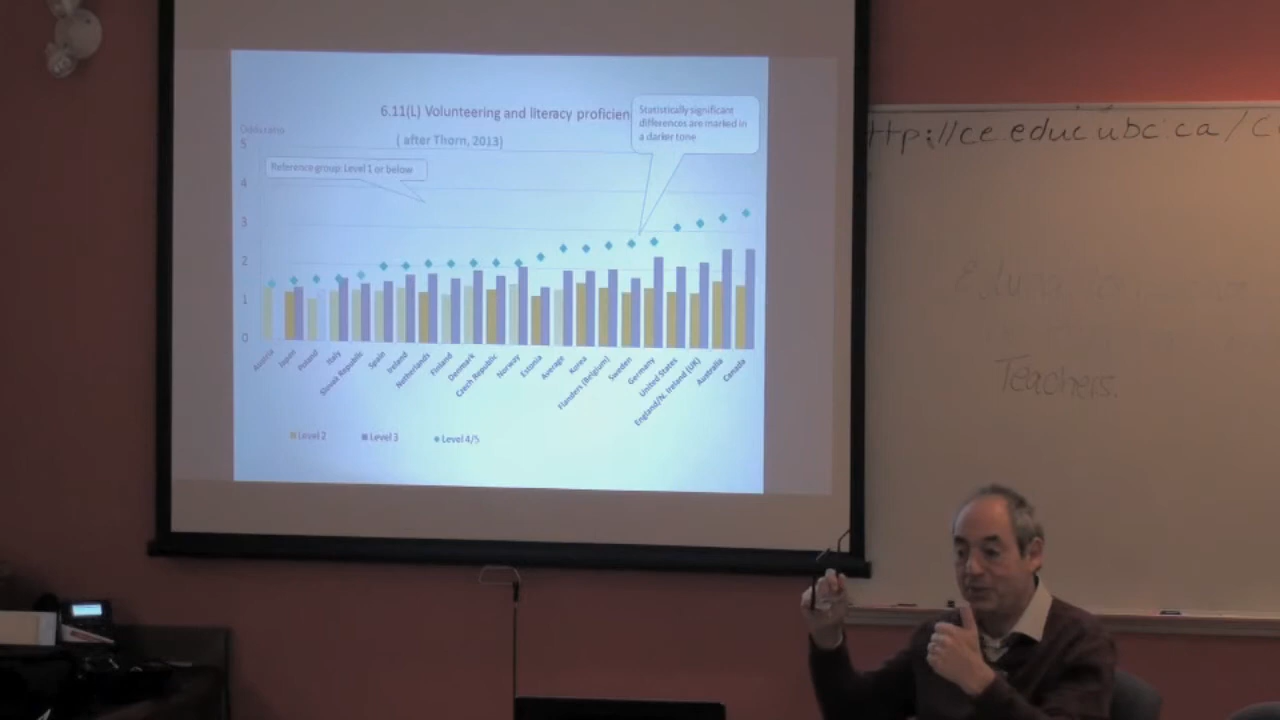 6.11(L) Volunteering and literacy proficien
( after Thorn, 2013)
Statistically significant
differences are marked in
a darker tone
Odds ratio
Reference group: Level 1 or below
5
4
3
2
1
0
Austria
Japan
Poland
Italy
Slovak Republic
Spain
Ireland
Netherlands
Finland
Denmark
Czech Republic
Norway
Estonia
Average
Korea
Flanders (Belgium)
Sweden
Germany
United States
England/N. Ireland (UK)
Australia
Canada
Level 2
Level 3
Level 4/5
ttp://ce.educ.ubc.ca/C
Teachers.